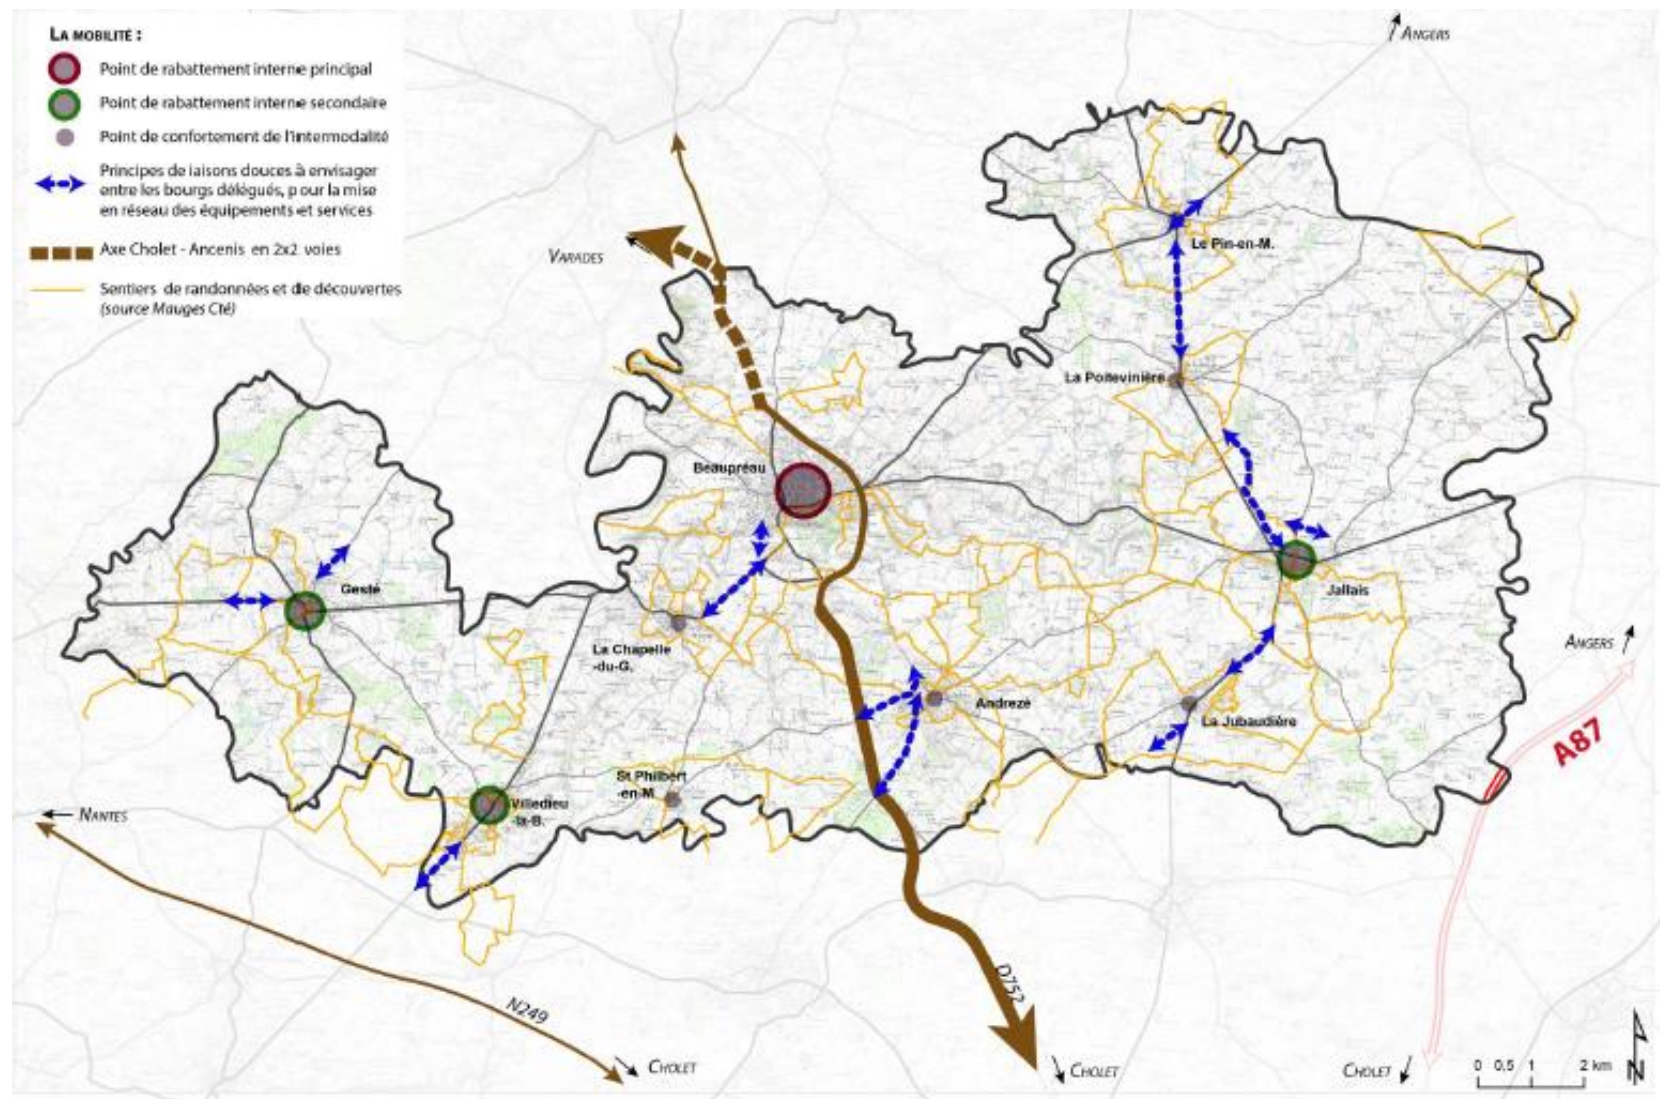 LA MOBILITÉ :
Point de rabattement interne principal
Point de rabattement interne secondaire
Point de confortement de l'intermodalité
Principes de liaisons douces à envisager
entre les bourgs délégués, pour la mise
en réseau des équipements et services
Axe Cholet - Ancenis en 2x2 voies
Sentiers de randonnées et de découvertes
(source Mauges Cté)
ANGERS
VARADES
Le Pin-en-M.
La Poitevinière
Beaupréau
Gesté
Jallais
La Chapelle
-du-G.
Andrezé
La Jubaudière
ANGERS
A87
St Philbert
-en-M.
Villedieu
-la-B.
NANTES
N249
D752
CHOLET
CHOLET
CHOLET
0 0,5 1 2 km
N